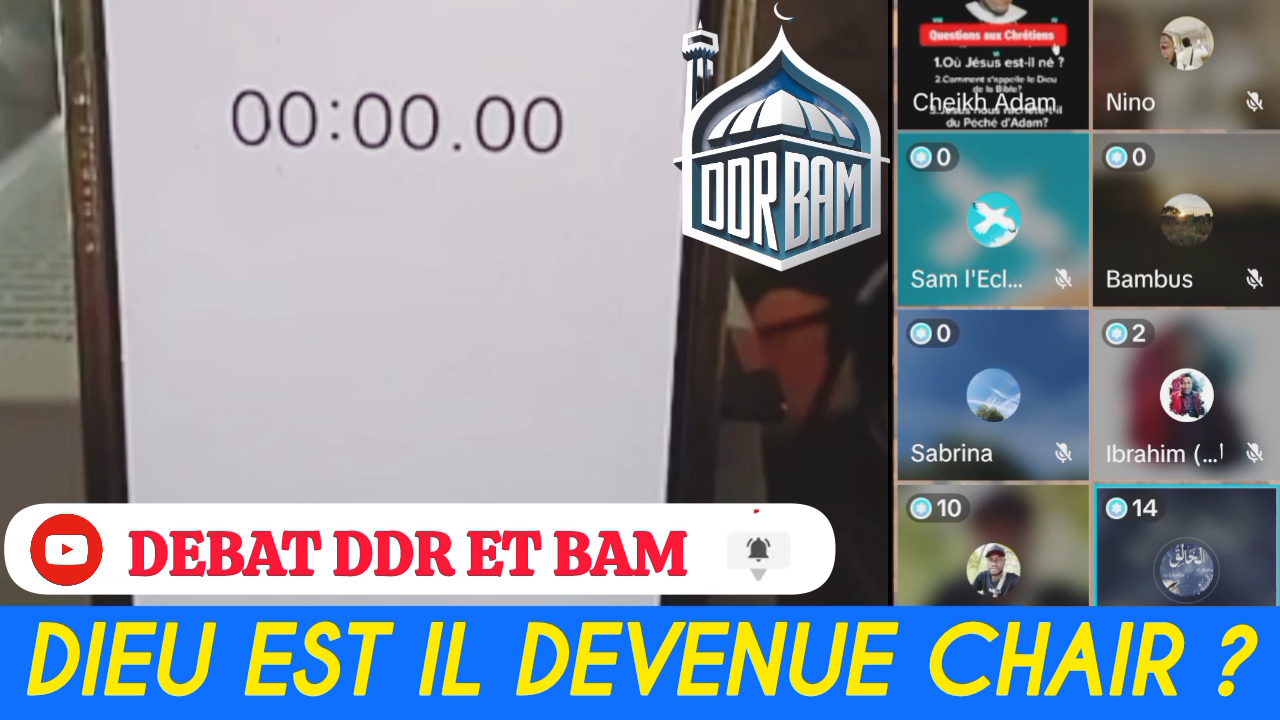 00:00.00
DDR BAM
Questions aux Chrétiens
1.Où Jésus est-il né ?
2.Comment s'appelle le Dieu
de la Bible?
Cheikh Adam
du Péché d'Adam?
Nino
0
Sam l'Ecl...
0
Bambus
0
Sabrina
2
Ibrahim (...
10
14
الخالق
DEBAT DDR ET BAM
DIEU EST IL DEVENUE CHAIR ?